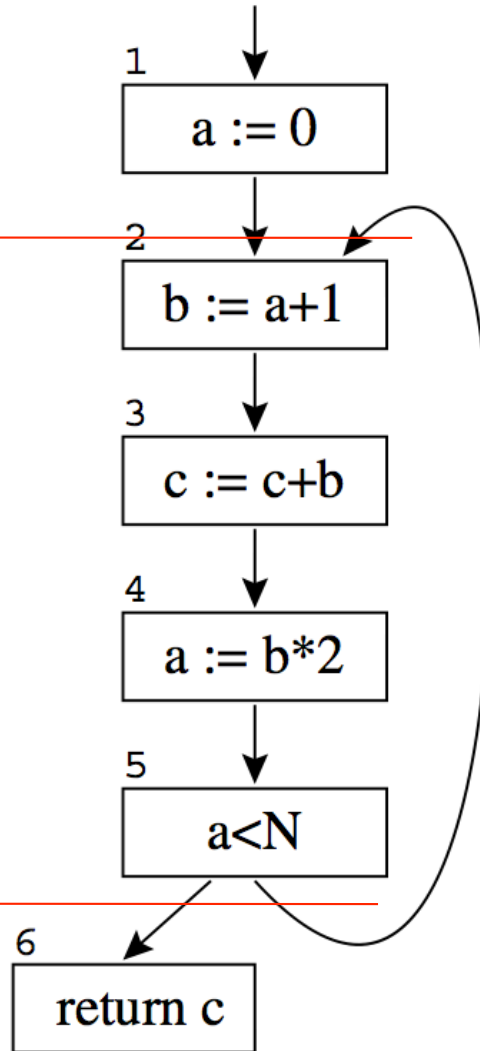 1
a := 0
2
b := a+1
3
c := c+b
4
a := b*2
5
a<N
6
return c